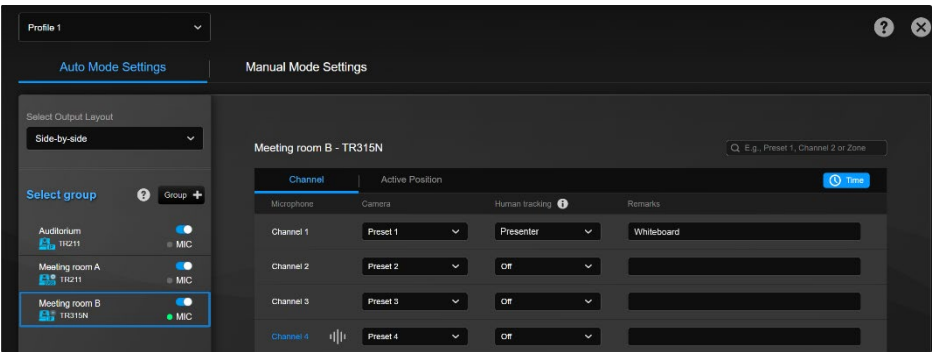 Profile 1
Auto Mode Settings
Manual Mode Settings
Select Output Layout
Side-by-side
Meeting room B - TR315N
E.g., Preset 1, Channel 2 or Zone
Channel
Active Position
Time
Select group
Group +
Microphone
Camera
Human tracking
Remarks
Auditorium
TR211
MIC
Channel 1
Preset 1
Presenter
Whiteboard
Meeting room A
TR211
MIC
Channel 2
Preset 2
Off
Meeting room B
TR315N
MIC
Channel 3
Preset 3
Off
Channel 4
Preset 4
Off